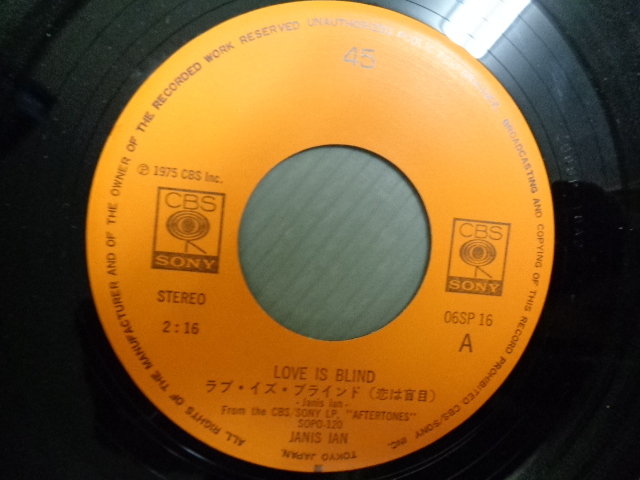 ALL RIGHTS OF THE MANUFACTURER AND OF THE OWNER OF THE RECORDED WORK RESERVED UNAUTHORIZED BROADCASTING AND COPYING OF THIS RECORD PROHIBITED CBS/SONY INC.
TOKYO JAPAN.
45
Ⓟ 1975 CBS Inc.
CBS
SONY
CBS
SONY
STEREO
2:16
06SP 16
A
LOVE IS BLIND
ラブ・イズ・ブラインド(恋は盲目)
- Janis Ian -
From the CBS/SONY LP, "AFTERTONES"
SOPO-120
JANIS IAN